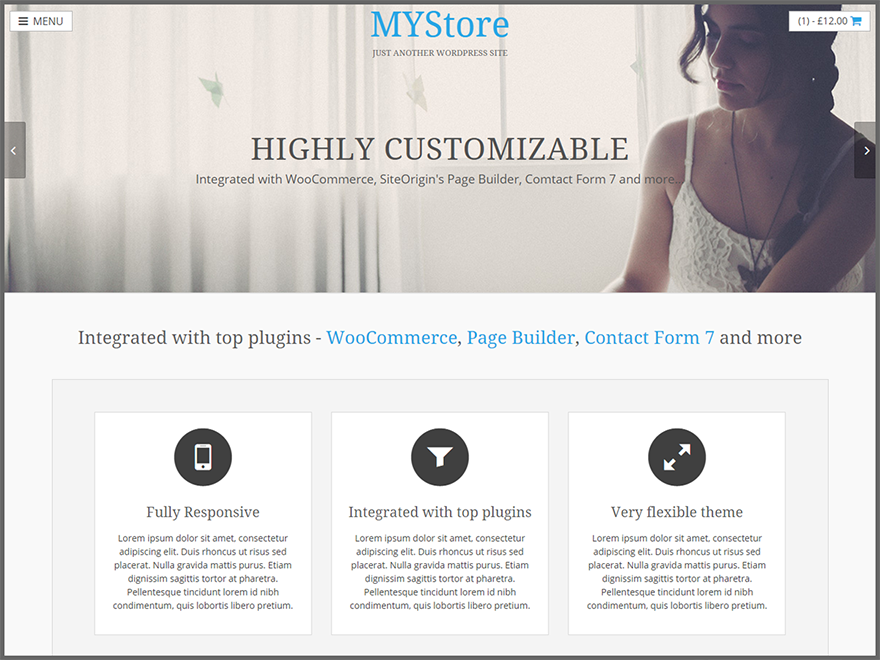 MENU
MYStore
(1) - £12.00
JUST ANOTHER WORDPRESS SITE
HIGHLY CUSTOMIZABLE
Integrated with WooCommerce, SiteOrigin's Page Builder, Comtact Form 7 and more...
Integrated with top plugins - WooCommerce, Page Builder, Contact Form 7 and more
Fully Responsive
Lorem ipsum dolor sit amet, consectetur
adipiscing elit. Duis rhoncus ut risus sed
placerat. Nulla gravida mattis purus. Etiam
dignissim sagittis tortor at pharetra.
Pellentesque tincidunt lorem id nibh
condimentum, quis lobortis libero pretium.
Integrated with top plugins
Lorem ipsum dolor sit amet, consectetur
adipiscing elit. Duis rhoncus ut risus sed
placerat. Nulla gravida mattis purus. Etiam
dignissim sagittis tortor at pharetra.
Pellentesque tincidunt lorem id nibh
condimentum, quis lobortis libero pretium.
Very flexible theme
Lorem ipsum dolor sit amet, consectetur
adipiscing elit. Duis rhoncus ut risus sed
placerat. Nulla gravida mattis purus. Etiam
dignissim sagittis tortor at pharetra.
Pellentesque tincidunt lorem id nibh
condimentum, quis lobortis libero pretium.